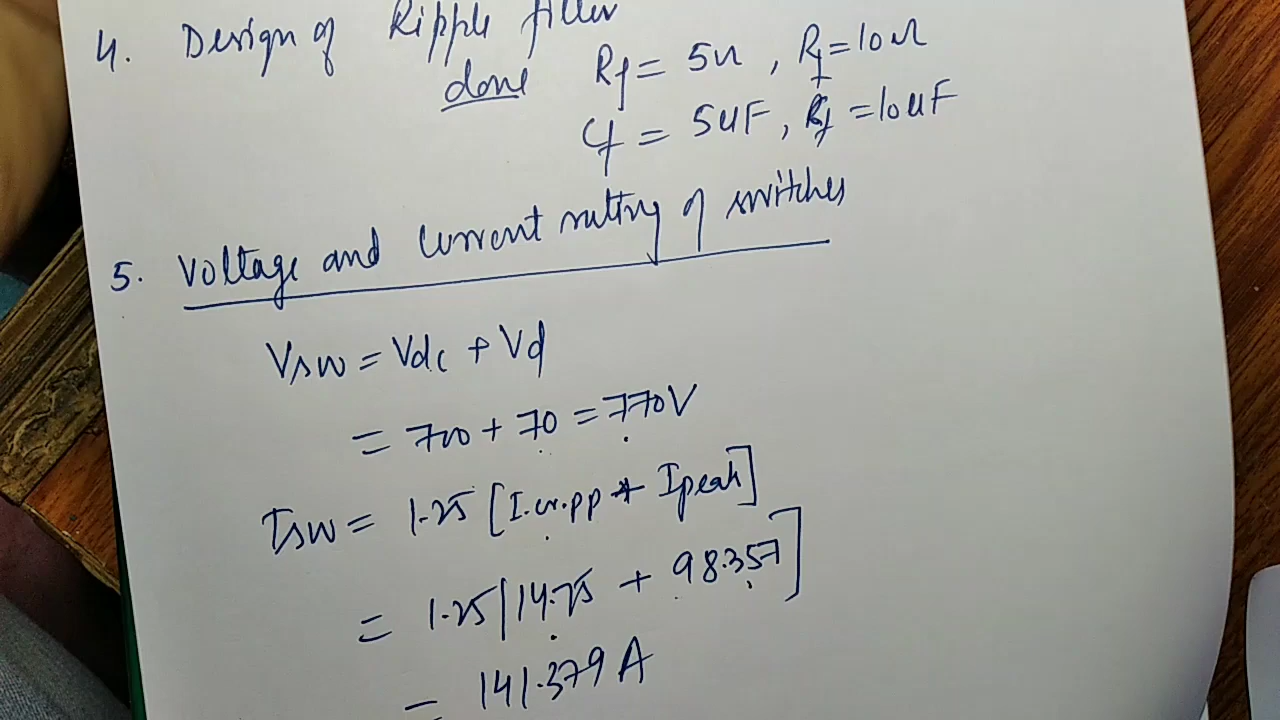 4. Design of Ripple filter
done Rf = 5Ω, Rf = 10Ω
Cf = 5uF, Rf = 10uF
5. Voltage and Current rating of switches
Vsw = Vdc + Vd
= 700 + 70 = 770V
Isw = 1.25 [I.cr.pp + Ipeak]
= 1.25 [14.75 + 98.357]
= 141.379 A